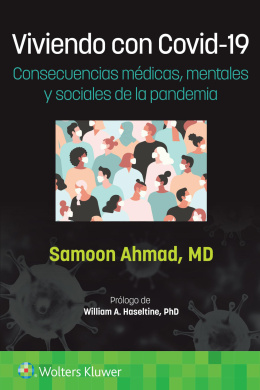 Viviendo con Covid-19
Consecuencias médicas, mentales
y sociales de la pandemia
Samoon Ahmad, MD
Prólogo de
William A. Haseltine, PhD
Wolters Kluwer